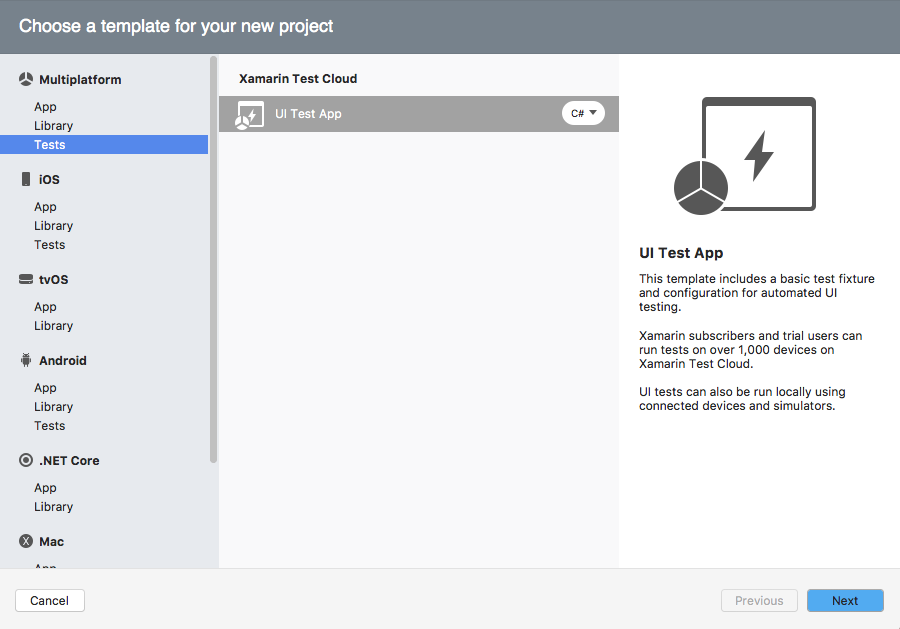 Choose a template for your new project
Multiplatform
App
Library
Tests
iOS
App
Library
Tests
tvOS
App
Library
Android
App
Library
Tests
.NET Core
App
Library
Mac
App
Xamarin Test Cloud
UI Test App
C#
UI Test App
This template includes a basic test fixture
and configuration for automated UI
testing.
Xamarin subscribers and trial users can
run tests on over 1,000 devices on
Xamarin Test Cloud.
UI tests can also be run locally using
connected devices and simulators.
Cancel
Previous
Next